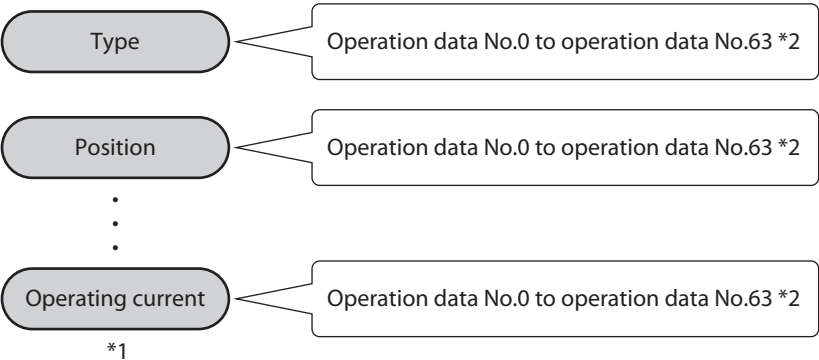 Type
Operation data No.0 to operation data No.63 *2
Position
Operation data No.0 to operation data No.63 *2
Operating current
Operation data No.0 to operation data No.63 *2
*1